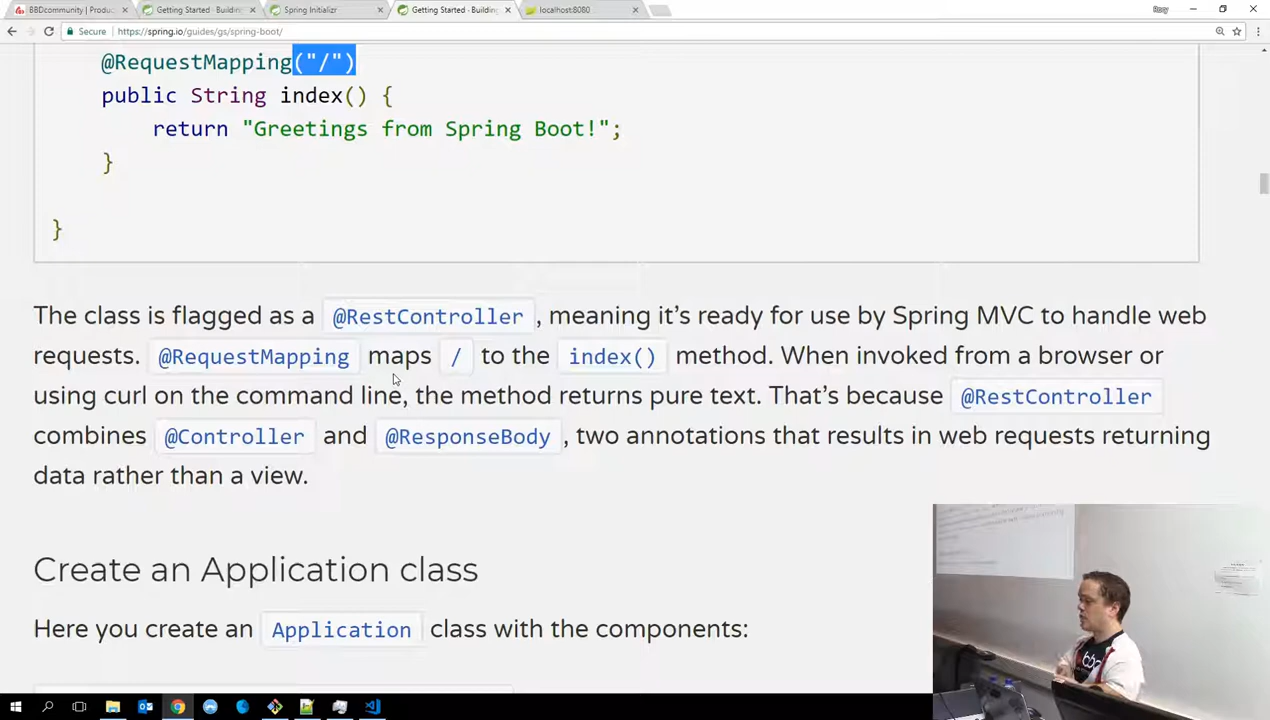 BBDcommunity | Produc
Getting Started · Buildin
Spring Initializr
Getting Started · Buildin
localhost:8080
Secure
https://spring.io/guides/gs/spring-boot/
@RequestMapping("/")
public String index() {
return "Greetings from Spring Boot!";
}
}
The class is flagged as a @RestController, meaning it's ready for use by Spring MVC to handle web
requests. @RequestMapping maps / to the index() method. When invoked from a browser or
using curl on the command line, the method returns pure text. That's because @RestController
combines @Controller and @ResponseBody, two annotations that results in web requests returning
data rather than a view.
Create an Application class
Here you create an Application class with the components:
bbd